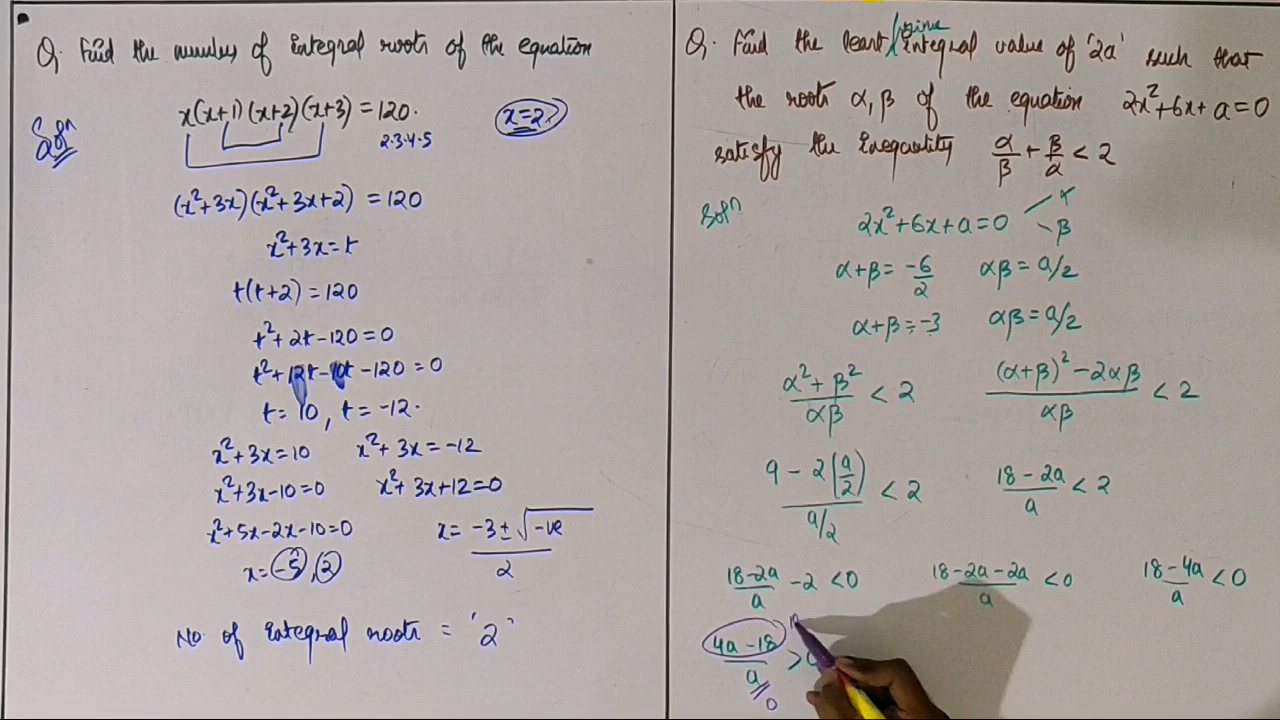 Q. Find the number of integral roots of the equation
x(x+1)(x+2)(x+3) = 120.
x=2
Soln
2·3·4·5
(x²+3x)(x²+3x+2) = 120
x²+3x = t
t(t+2) = 120
t²+2t-120=0
t²+12t-10t-120=0
t=10, t=-12.
x²+3x=10 x²+3x=-12
x²+3x-10=0 x²+3x+12=0
x²+5x-2x-10=0 x= (-3±√-ve)/2
x= -5, 2
No. of integral roots = '2'
Q. Find the least integral value of '2a' such that
the roots α, β of the equation 2x²+6x+a=0
satisfy the inequality α/β + β/α < 2
Soln
2x²+6x+a=0 α β
α+β = -6/2 αβ = a/2
α+β = -3 αβ = a/2
(α²+β²)/αβ < 2 ((α+β)²-2αβ)/αβ < 2
(9-2(a/2))/(a/2) < 2 (18-2a)/a < 2
(18-2a)/a - 2 < 0 (18-2a-2a)/a < 0 (18-4a)/a < 0
(4a-18)/a >
0